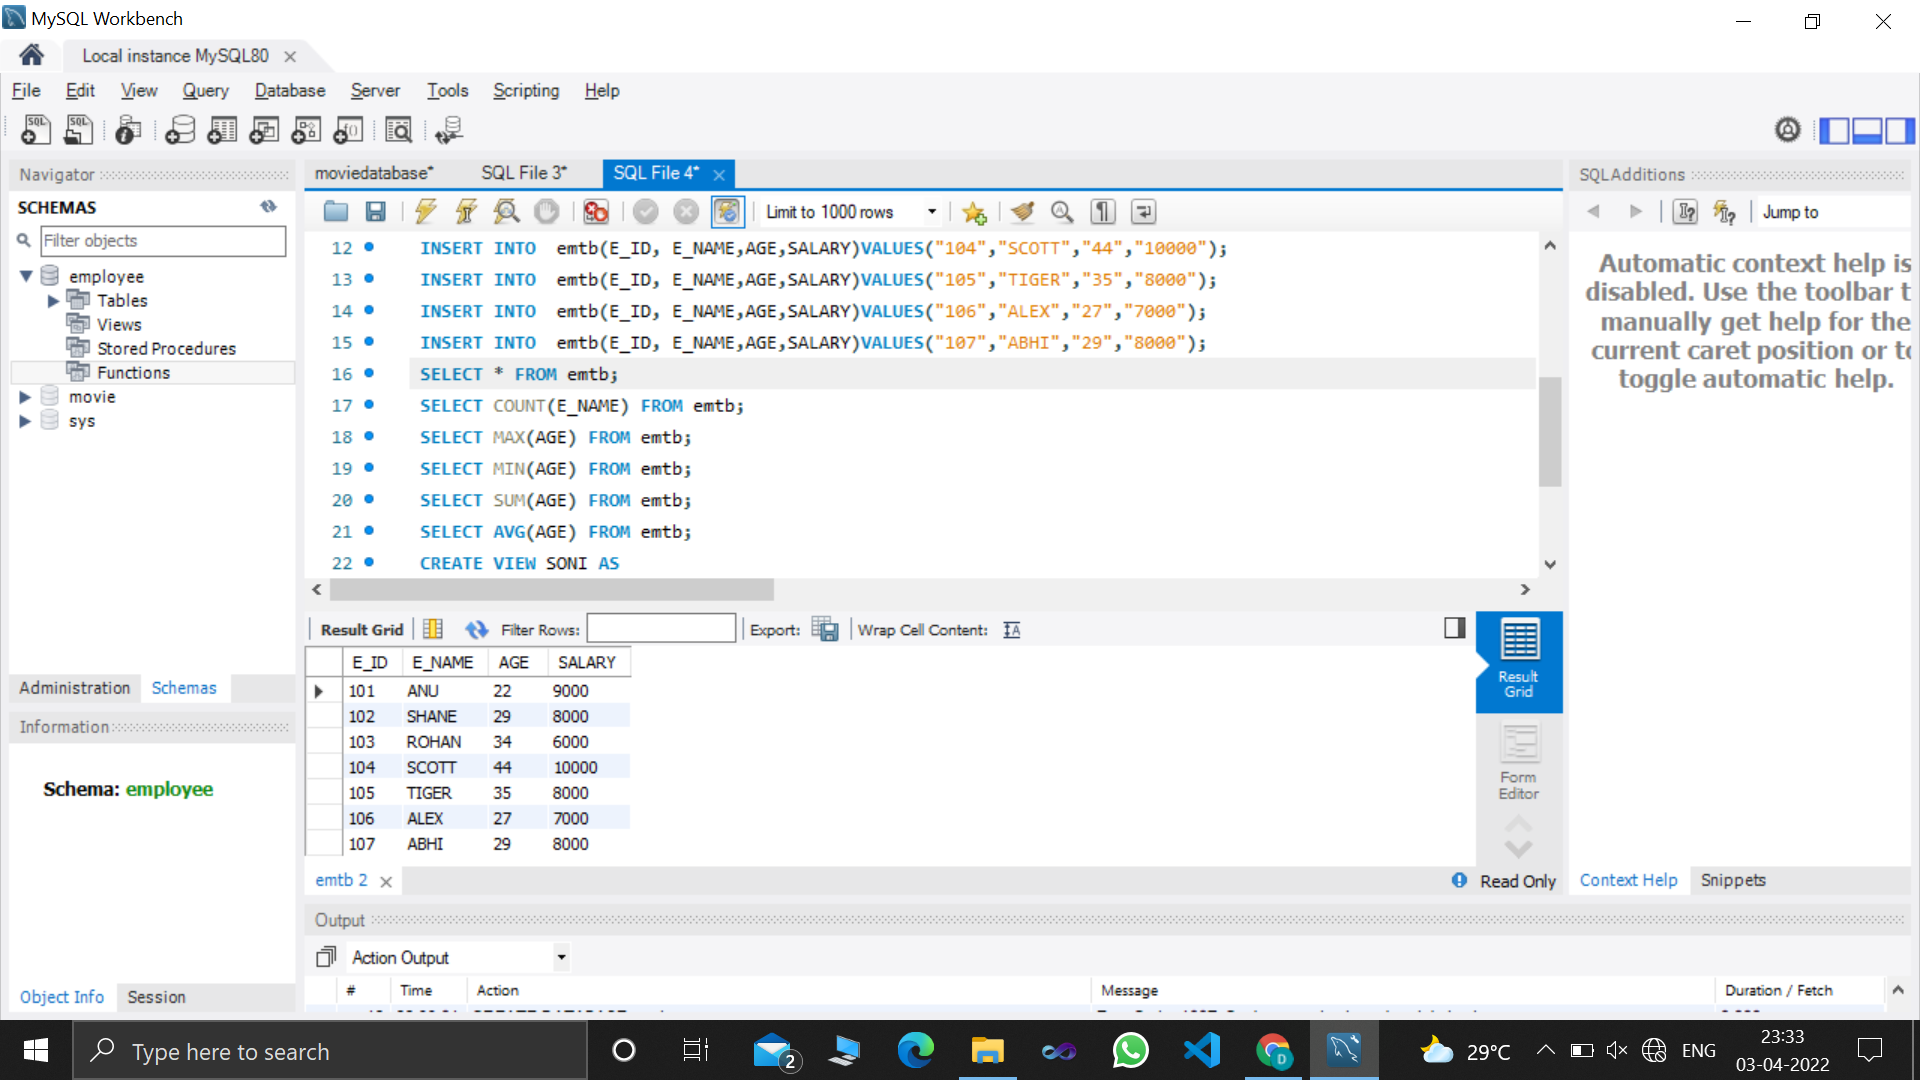 MySQL Workbench
Local instance MySQL80
File Edit View Query Database Server Tools Scripting Help
Navigator
SCHEMAS
Filter objects
employee
Tables
Views
Stored Procedures
Functions
movie
sys
Administration Schemas
Information
Schema: employee
Object Info Session
moviedatabase* SQL File 3* SQL File 4*
Limit to 1000 rows
12 INSERT INTO emtb(E_ID, E_NAME,AGE,SALARY)VALUES("104","SCOTT","44","10000");
13 INSERT INTO emtb(E_ID, E_NAME,AGE,SALARY)VALUES("105","TIGER","35","8000");
14 INSERT INTO emtb(E_ID, E_NAME,AGE,SALARY)VALUES("106","ALEX","27","7000");
15 INSERT INTO emtb(E_ID, E_NAME,AGE,SALARY)VALUES("107","ABHI","29","8000");
16 SELECT * FROM emtb;
17 SELECT COUNT(E_NAME) FROM emtb;
18 SELECT MAX(AGE) FROM emtb;
19 SELECT MIN(AGE) FROM emtb;
20 SELECT SUM(AGE) FROM emtb;
21 SELECT AVG(AGE) FROM emtb;
22 CREATE VIEW SONI AS
Result Grid Filter Rows: Export: Wrap Cell Content:
E_ID E_NAME AGE SALARY
101 ANU 22 9000
102 SHANE 29 8000
103 ROHAN 34 6000
104 SCOTT 44 10000
105 TIGER 35 8000
106 ALEX 27 7000
107 ABHI 29 8000
Result
Grid
Form
Editor
emtb 2
Read Only
Output
Action Output
# Time Action Message Duration / Fetch
SQLAdditions
Jump to
Automatic context help is
disabled. Use the toolbar t
manually get help for the
current caret position or to
toggle automatic help.
Context Help Snippets
Type here to search
2
D
29°C
ENG
23:33
03-04-2022